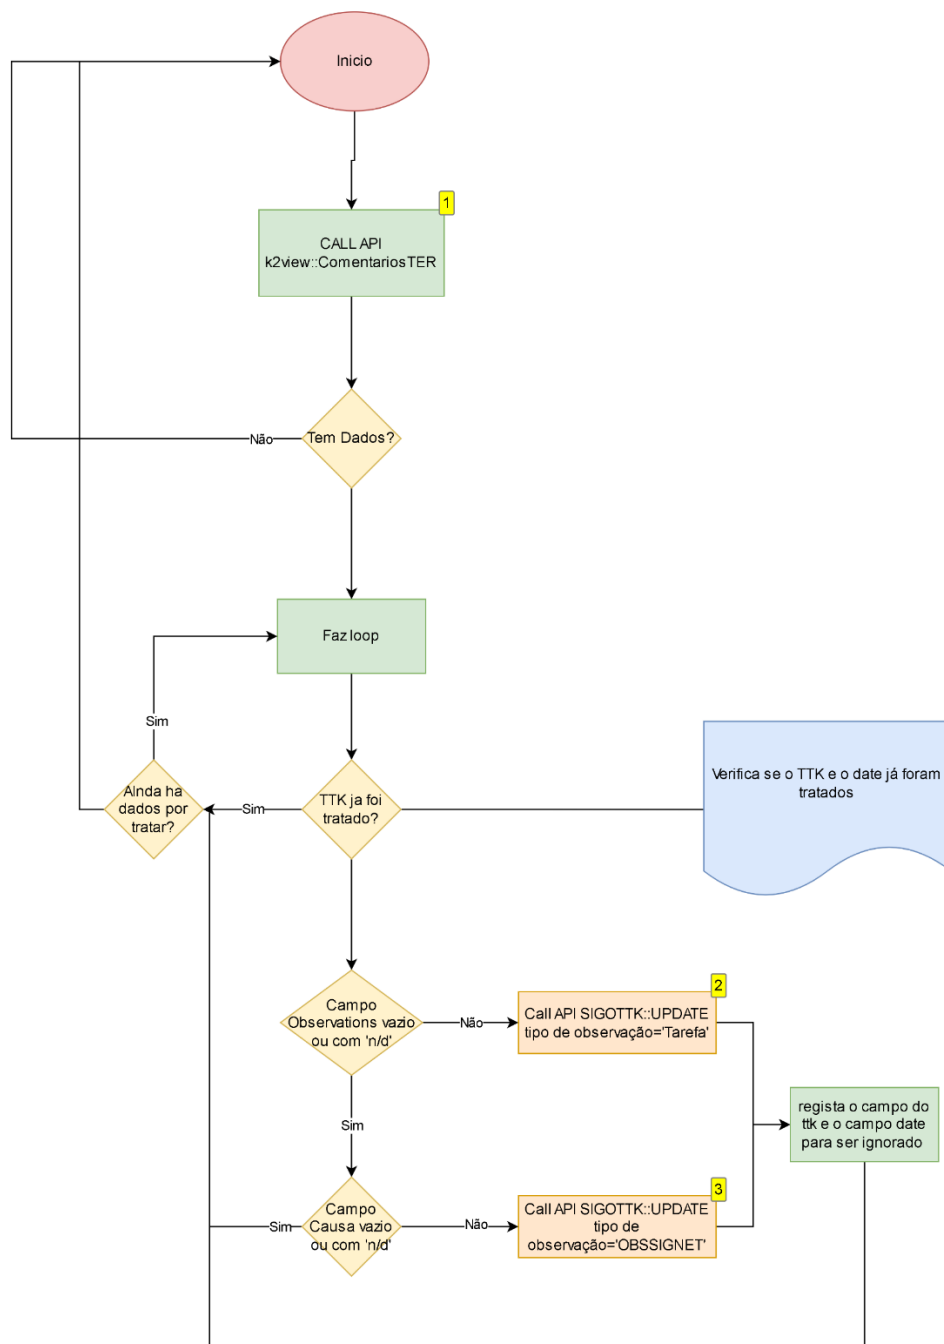 Inicio
1
CALL API
k2view::ComentariosTER
Tem Dados?
Não
Faz loop
Sim
Verifica se o TTK e o date já foram
tratados
Ainda ha
dados por
tratar?
Sim
TTK ja foi
tratado?
2
Campo
Observations vazio
ou com 'n/d'
Não
Call API SIGOTTK::UPDATE
tipo de observação='Tarefa'
regista o campo do
ttk e o campo date
para ser ignorado
Sim
3
Campo
Causa vazio
ou com 'n/d'
Sim
Não
Call API SIGOTTK::UPDATE
tipo de
observação='OBSSIGNET'